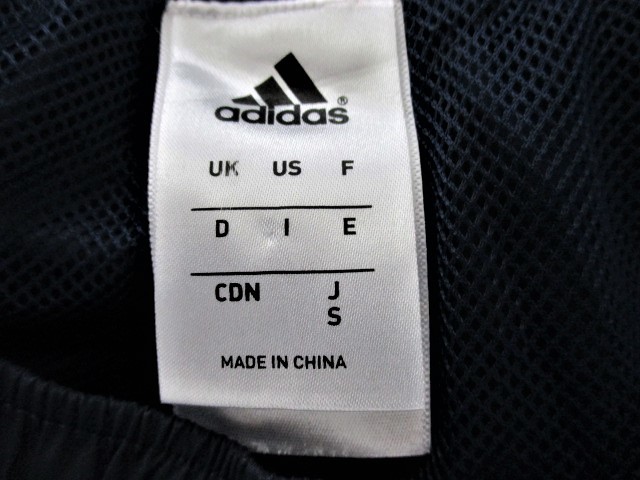 adidas®
UK US F
D I E
CDN J
S
MADE IN CHINA